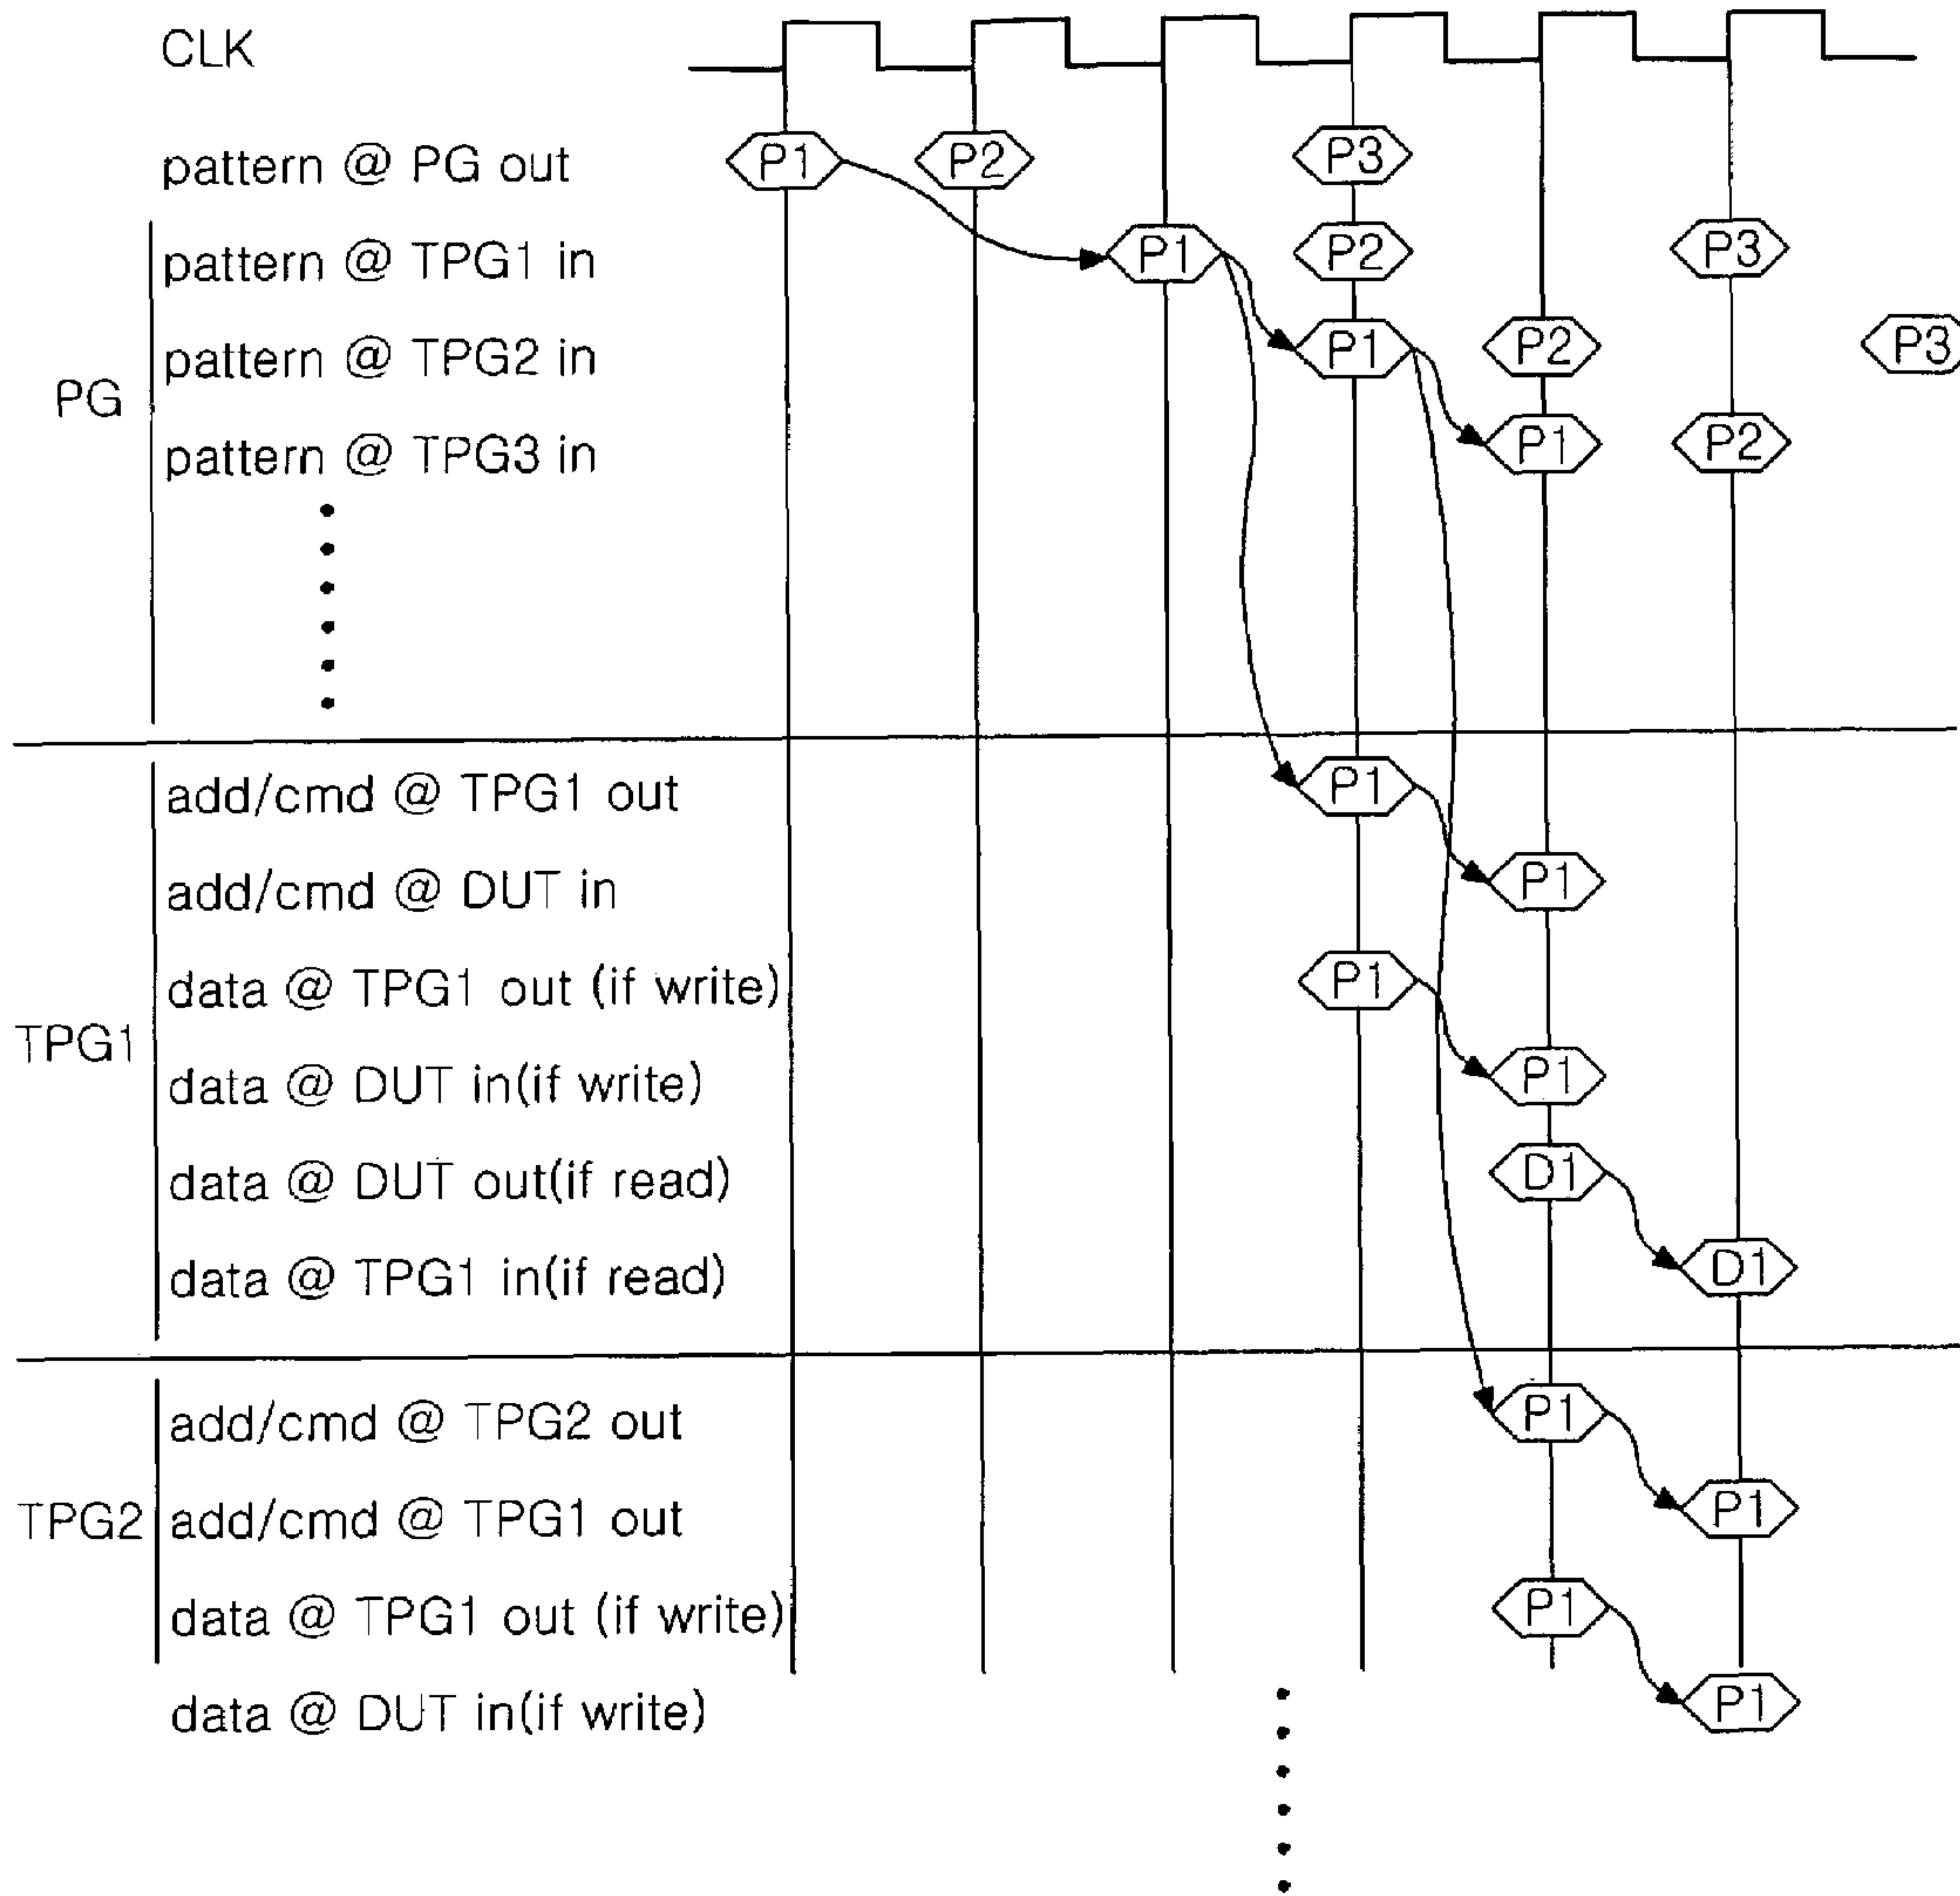 CLK
pattern @ PG out P1 P2 P3
pattern @ TPG1 in P1 P2 P3
pattern @ TPG2 in P1 P2 P3
PG
pattern @ TPG3 in P1 P2
add/cmd @ TPG1 out P1
add/cmd @ DUT in P1
data @ TPG1 out (if write) P1
TPG1
data @ DUT in(if write) P1
data @ DUT out(if read) D1
data @ TPG1 in(if read) D1
add/cmd @ TPG2 out P1
TPG2 add/cmd @ TPG1 out P1
data @ TPG1 out (if write) P1
data @ DUT in(if write) P1